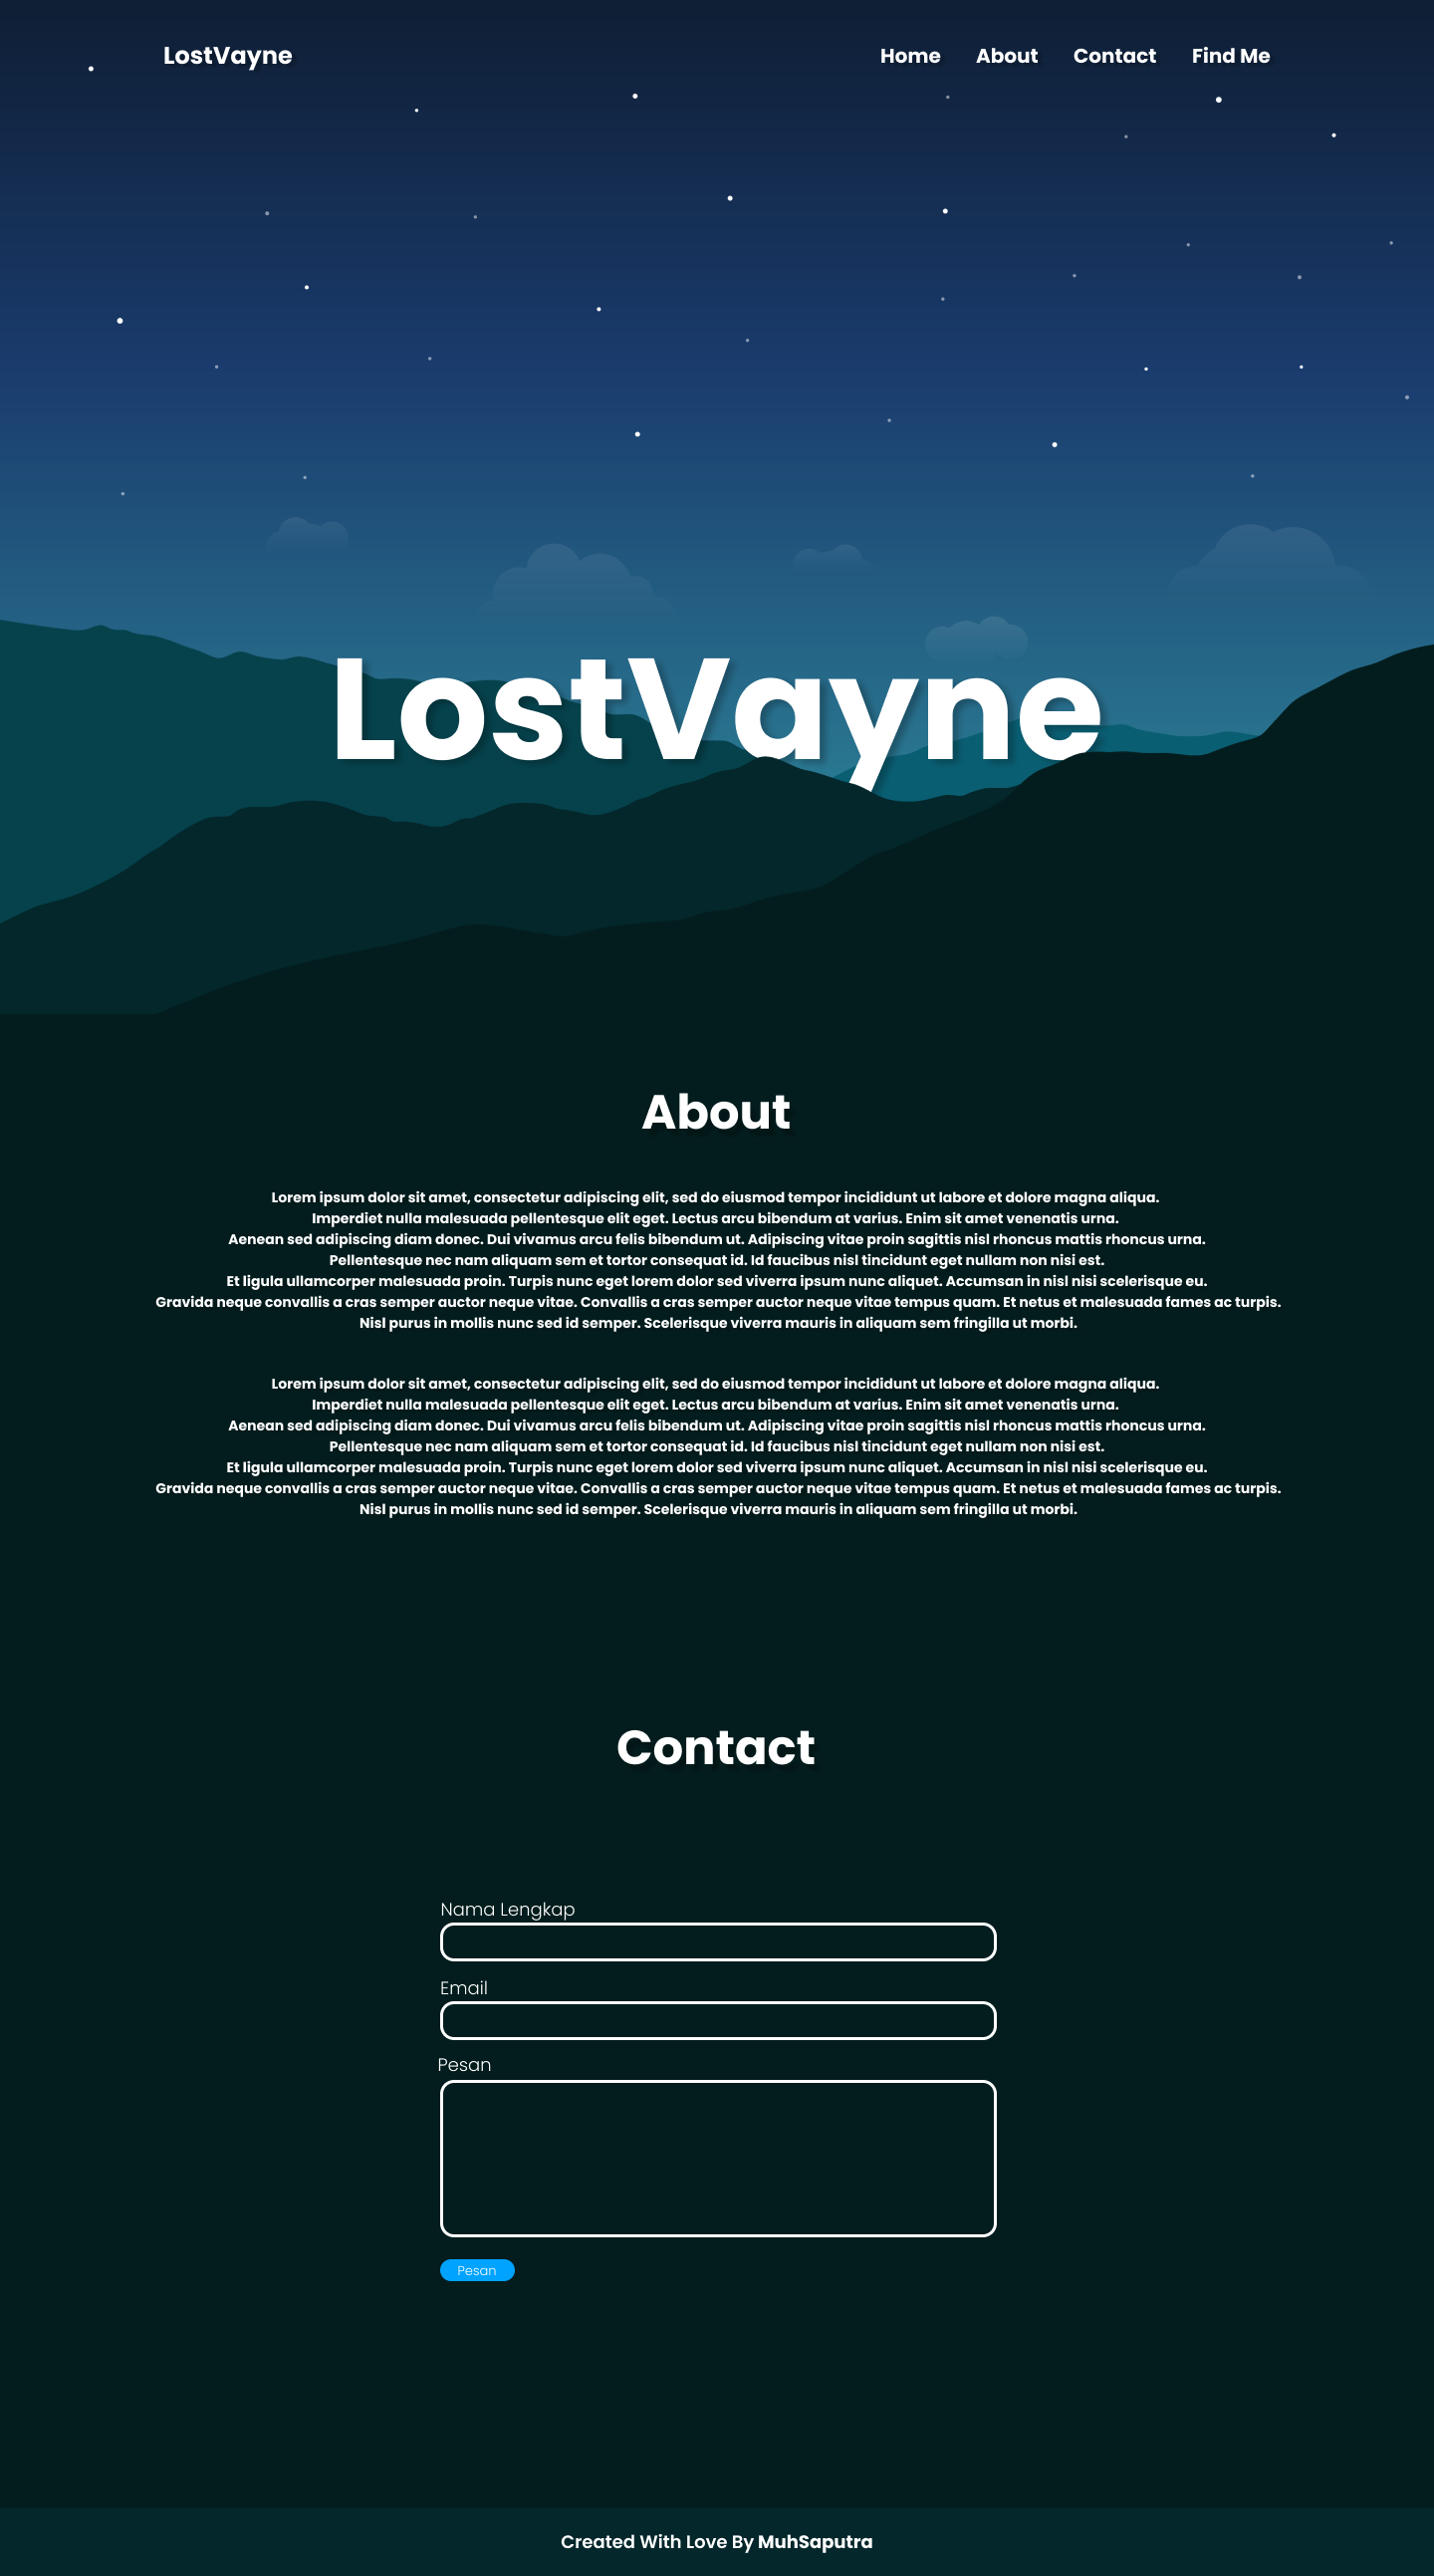 LostVayne
Home About Contact Find Me
LostVayne
About
Lorem ipsum dolor sit amet, consectetur adipiscing elit, sed do eiusmod tempor incididunt ut labore et dolore magna aliqua.
Imperdiet nulla malesuada pellentesque elit eget. Lectus arcu bibendum at varius. Enim sit amet venenatis urna.
Aenean sed adipiscing diam donec. Dui vivamus arcu felis bibendum ut. Adipiscing vitae proin sagittis nisl rhoncus mattis rhoncus urna.
Pellentesque nec nam aliquam sem et tortor consequat id. Id faucibus nisl tincidunt eget nullam non nisi est.
Et ligula ullamcorper malesuada proin. Turpis nunc eget lorem dolor sed viverra ipsum nunc aliquet. Accumsan in nisl nisi scelerisque eu.
Gravida neque convallis a cras semper auctor neque vitae. Convallis a cras semper auctor neque vitae tempus quam. Et netus et malesuada fames ac turpis.
Nisl purus in mollis nunc sed id semper. Scelerisque viverra mauris in aliquam sem fringilla ut morbi.
Lorem ipsum dolor sit amet, consectetur adipiscing elit, sed do eiusmod tempor incididunt ut labore et dolore magna aliqua.
Imperdiet nulla malesuada pellentesque elit eget. Lectus arcu bibendum at varius. Enim sit amet venenatis urna.
Aenean sed adipiscing diam donec. Dui vivamus arcu felis bibendum ut. Adipiscing vitae proin sagittis nisl rhoncus mattis rhoncus urna.
Pellentesque nec nam aliquam sem et tortor consequat id. Id faucibus nisl tincidunt eget nullam non nisi est.
Et ligula ullamcorper malesuada proin. Turpis nunc eget lorem dolor sed viverra ipsum nunc aliquet. Accumsan in nisl nisi scelerisque eu.
Gravida neque convallis a cras semper auctor neque vitae. Convallis a cras semper auctor neque vitae tempus quam. Et netus et malesuada fames ac turpis.
Nisl purus in mollis nunc sed id semper. Scelerisque viverra mauris in aliquam sem fringilla ut morbi.
Contact
Nama Lengkap
Email
Pesan
Pesan
Created With Love By MuhSaputra